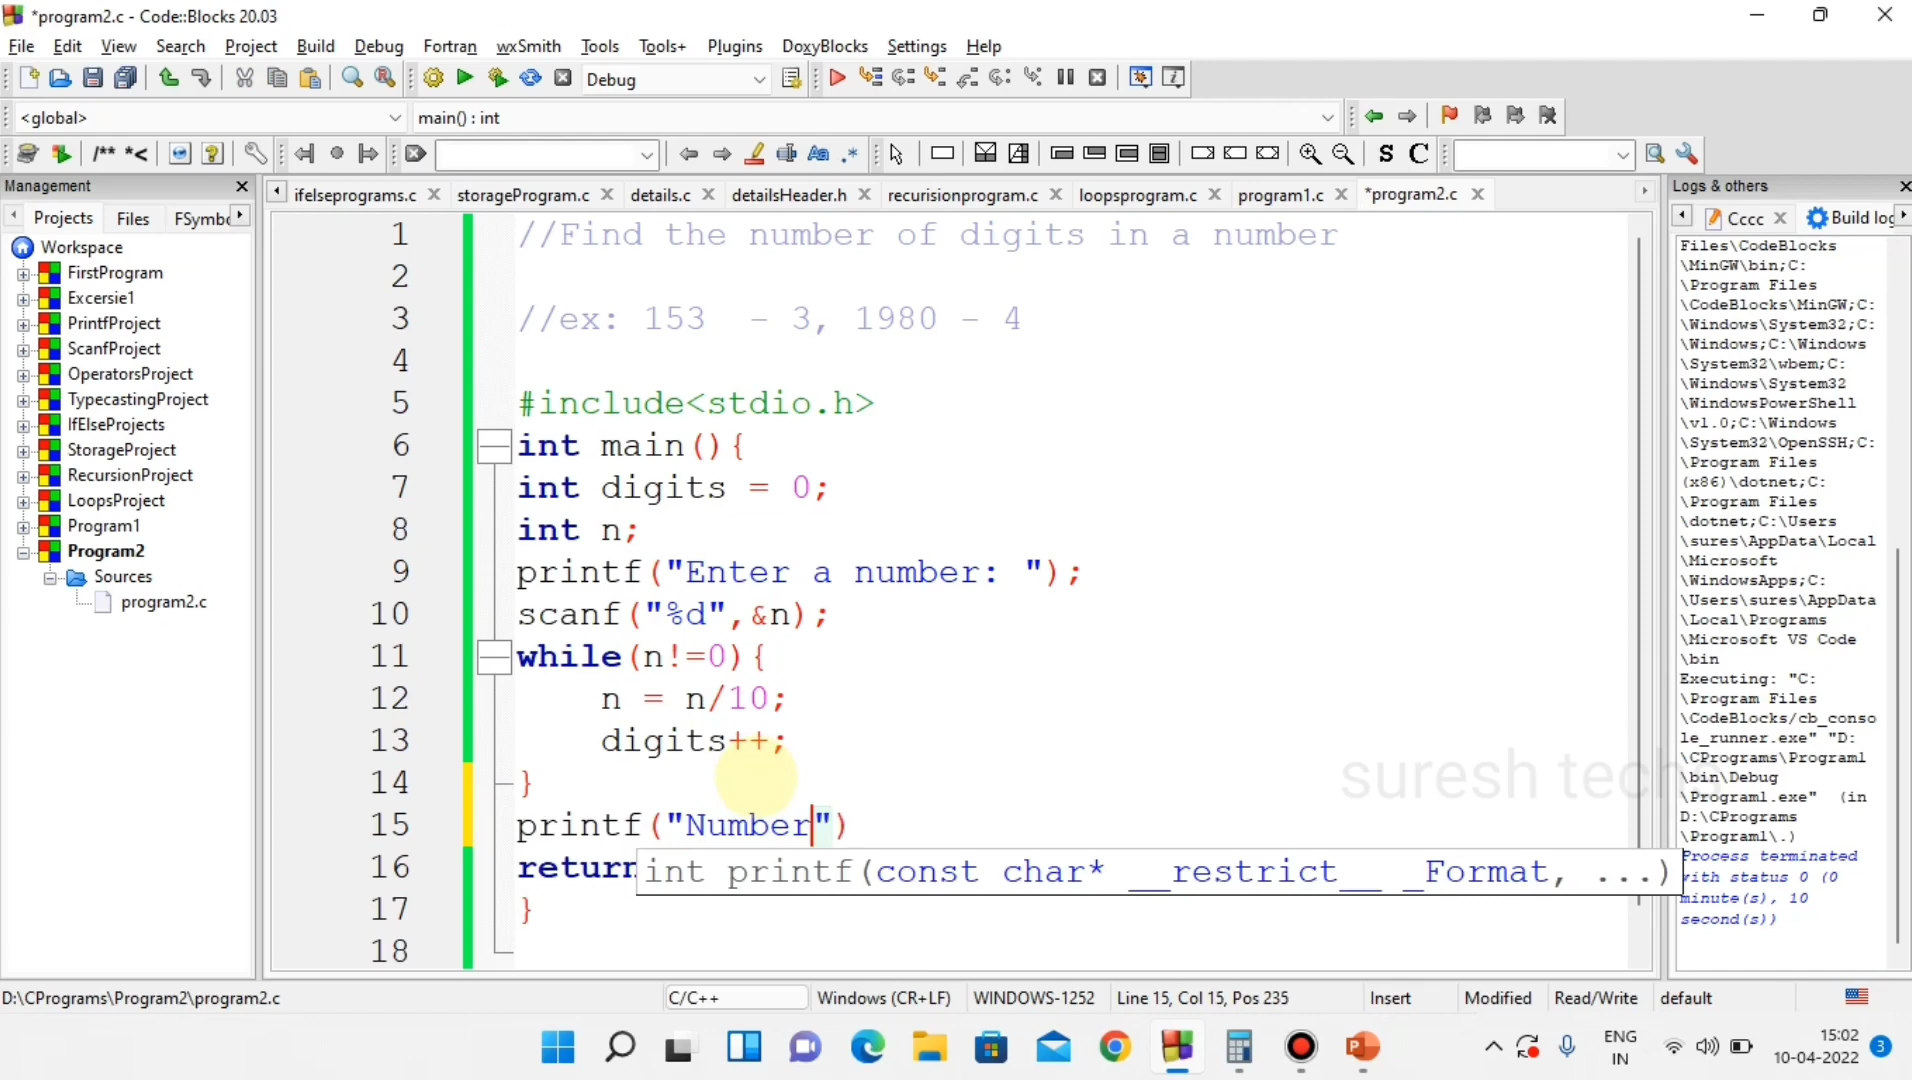 *program2.c - Code::Blocks 20.03
File Edit View Search Project Build Debug Fortran wxSmith Tools Tools+ Plugins DoxyBlocks Settings Help
Debug
<global> main() : int
/** *<
S C
Management
Projects Files FSymbo
Workspace
FirstProgram
Excersie1
PrintfProject
ScanfProject
OperatorsProject
TypecastingProject
IfElseProjects
StorageProject
RecursionProject
LoopsProject
Program1
Program2
Sources
program2.c
ifelseprograms.c storageProgram.c details.c detailsHeader.h recurisionprogram.c loopsprogram.c program1.c *program2.c
1 //Find the number of digits in a number
2
3 //ex: 153 - 3, 1980 - 4
4
5 #include<stdio.h>
6 int main(){
7 int digits = 0;
8 int n;
9 printf("Enter a number: ");
10 scanf("%d",&n);
11 while(n!=0){
12 n = n/10;
13 digits++;
14 }
15 printf("Number")
16 return
int printf(const char* __restrict__ _Format, ...)
17 }
18
suresh techs
Logs & others
Cccc Build log
Files\CodeBlocks
\MinGW\bin;C:
\Program Files
\CodeBlocks\MinGW;C:
\Windows\System32;C:
\Windows;C:\Windows
\System32\wbem;C:
\Windows\System32
\WindowsPowerShell
\v1.0;C:\Windows
\System32\OpenSSH;C:
\Program Files
(x86)\dotnet;C:
\Program Files
\dotnet;C:\Users
\sures\AppData\Local
\Microsoft
\WindowsApps;C:
\Users\sures\AppData
\Local\Programs
\Microsoft VS Code
\bin
Executing: "C:
\Program Files
\CodeBlocks/cb_conso
le_runner.exe" "D:
\CPrograms\Program1
\bin\Debug
\Program1.exe" (in
D:\CPrograms
\Program1\.)
Process terminated
with status 0 (0
minute(s), 10
second(s))
D:\CPrograms\Program2\program2.c C/C++ Windows (CR+LF) WINDOWS-1252 Line 15, Col 15, Pos 235 Insert Modified Read/Write default
ENG
IN
15:02
10-04-2022
3